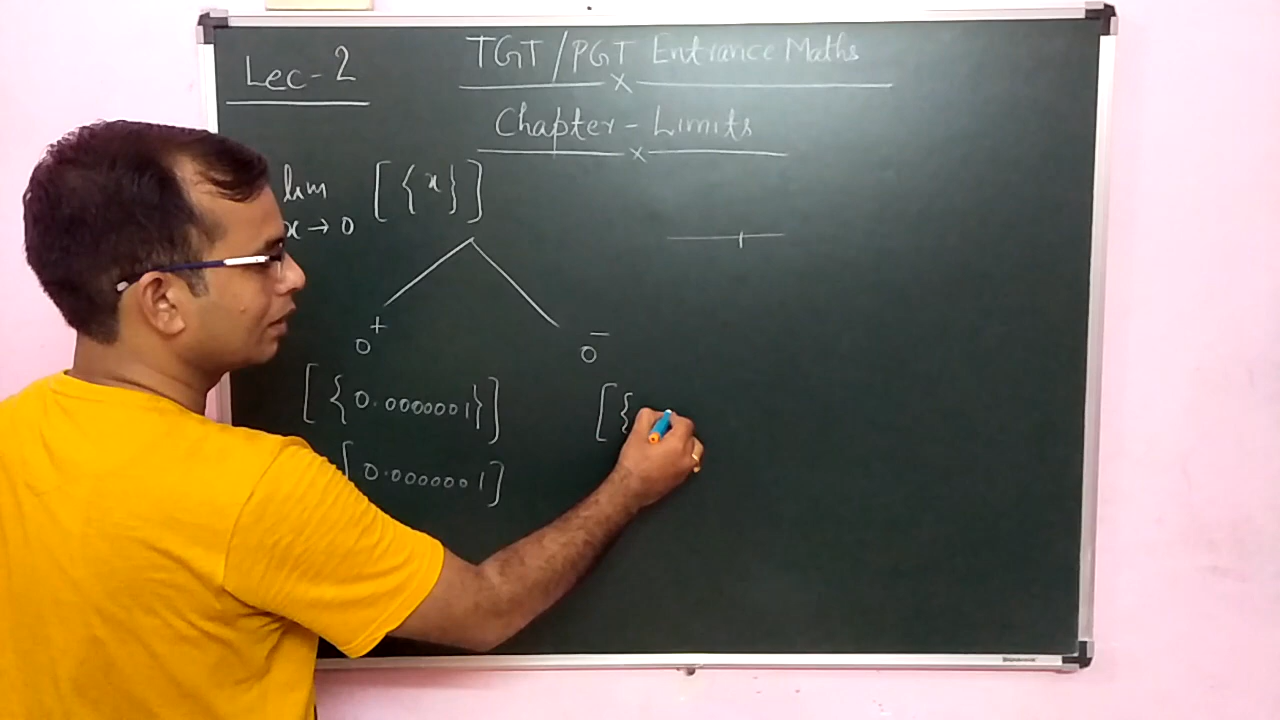 Lec-2
TGT/PGT Entrance Maths
Chapter-Limits
lim [{x}]
x→0
0⁺
0⁻
[{0.0000001}]
[{
[0.0000001]